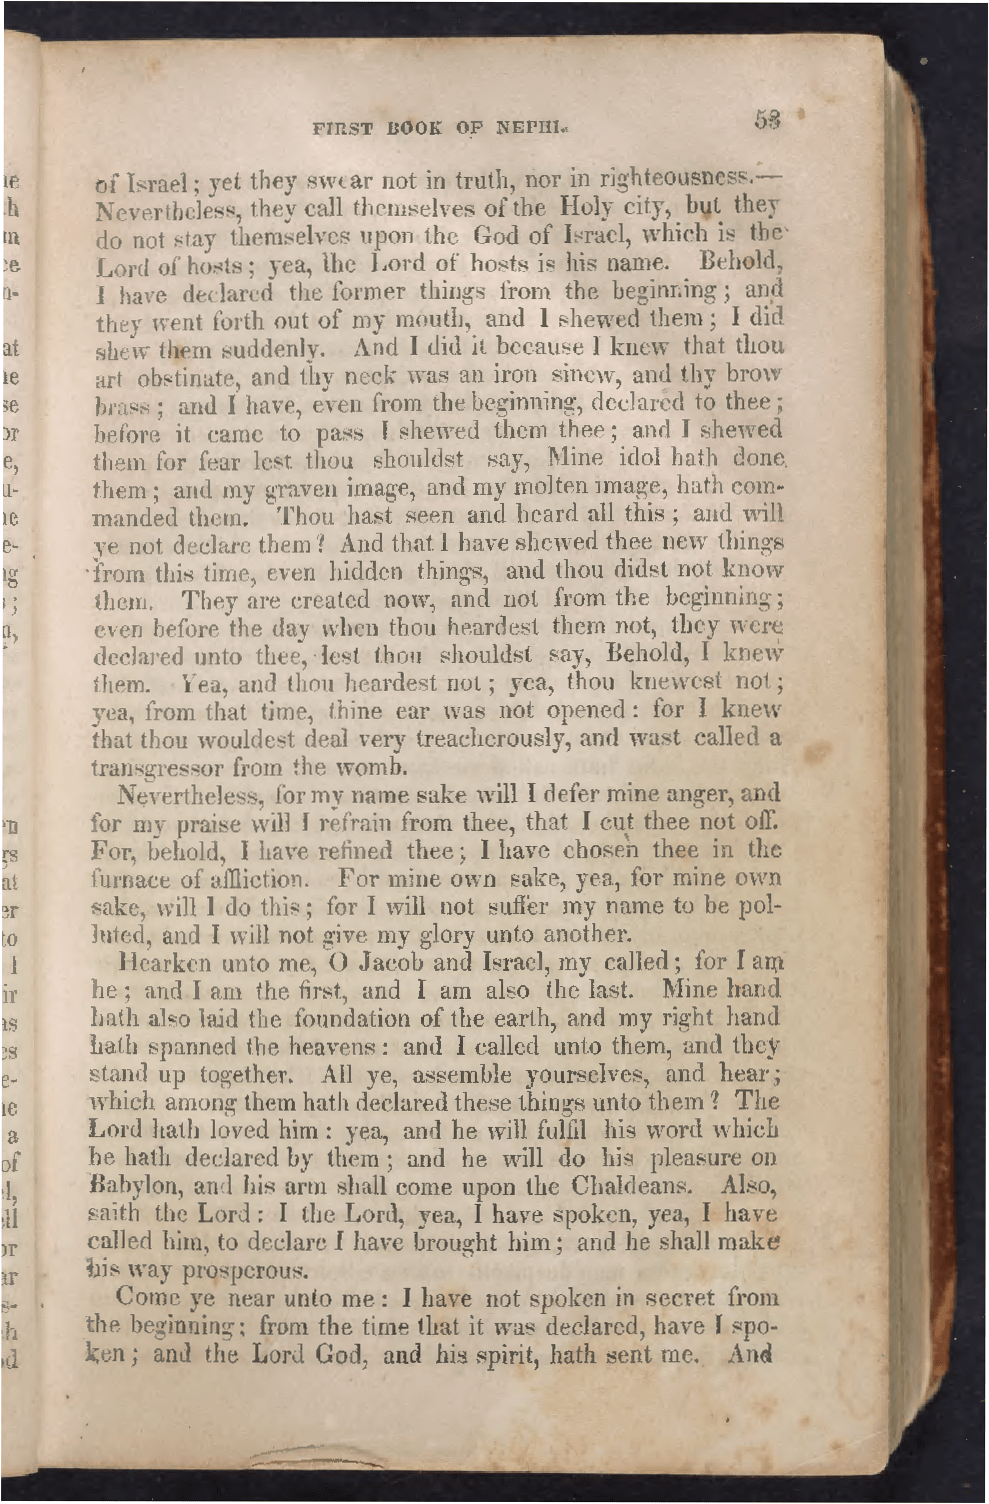 FIRST BOOK OF NEPHI. 53
of Israel; yet they swear not in truth, nor in righteousness.—
Nevertheless, they call themselves of the Holy city, but they
do not stay themselves upon the God of Israel, which is the
Lord of hosts; yea, the Lord of hosts is his name. Behold,
I have declared the former things from the beginning; and
they went forth out of my mouth, and I shewed them; I did
shew them suddenly. And I did it because I knew that thou
art obstinate, and thy neck was an iron sinew, and thy brow
brass; and I have, even from the beginning, declared to thee;
before it came to pass I shewed them thee; and I shewed
them for fear lest thou shouldst say, Mine idol hath done
them; and my graven image, and my molten image, hath com-
manded them. Thou hast seen and heard all this; and will
ye not declare them? And that I have shewed thee new things
from this time, even hidden things, and thou didst not know
them. They are created now, and not from the beginning;
even before the day when thou heardest them not, they were
declared unto thee, lest thou shouldst say, Behold, I knew
them. Yea, and thou heardest not; yea, thou knewest not;
yea, from that time, thine ear was not opened: for I knew
that thou wouldest deal very treacherously, and wast called a
transgressor from the womb.
Nevertheless, for my name sake will I defer mine anger, and
for my praise will I refrain from thee, that I cut thee not off.
For, behold, I have refined thee; I have chosen thee in the
furnace of affliction. For mine own sake, yea, for mine own
sake, will I do this; for I will not suffer my name to be pol-
luted, and I will not give my glory unto another.
Hearken unto me, O Jacob and Israel, my called; for I am
he; and I am the first, and I am also the last. Mine hand
hath also laid the foundation of the earth, and my right hand
hath spanned the heavens: and I called unto them, and they
stand up together. All ye, assemble yourselves, and hear;
which among them hath declared these things unto them? The
Lord hath loved him: yea, and he will fulfil his word which
he hath declared by them; and he will do his pleasure on
Babylon, and his arm shall come upon the Chaldeans. Also,
saith the Lord: I the Lord, yea, I have spoken, yea, I have
called him, to declare I have brought him; and he shall make
his way prosperous.
Come ye near unto me: I have not spoken in secret from
the beginning; from the time that it was declared, have I spo-
ken; and the Lord God, and his spirit, hath sent me. And